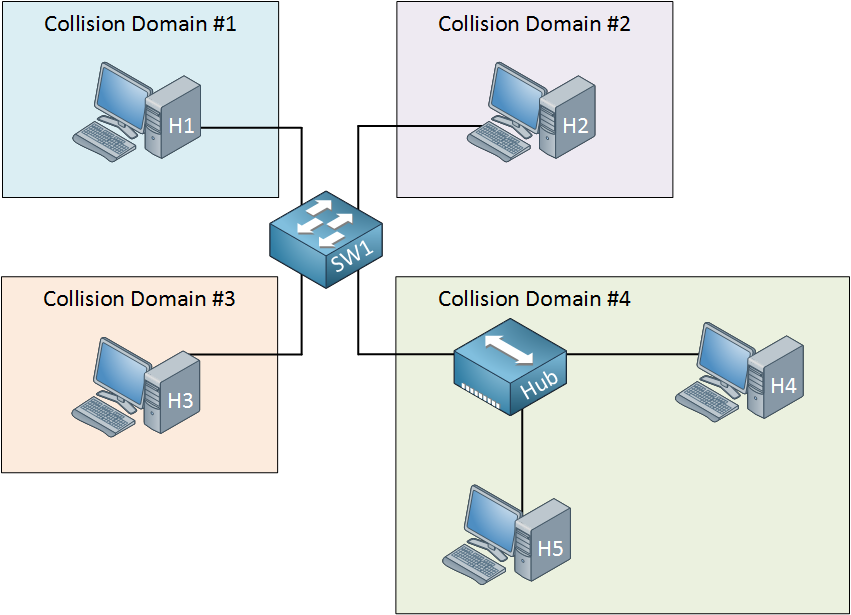 Collision Domain #1
H1
Collision Domain #2
H2
SW1
Collision Domain #3
H3
Collision Domain #4
Hub
H4
H5